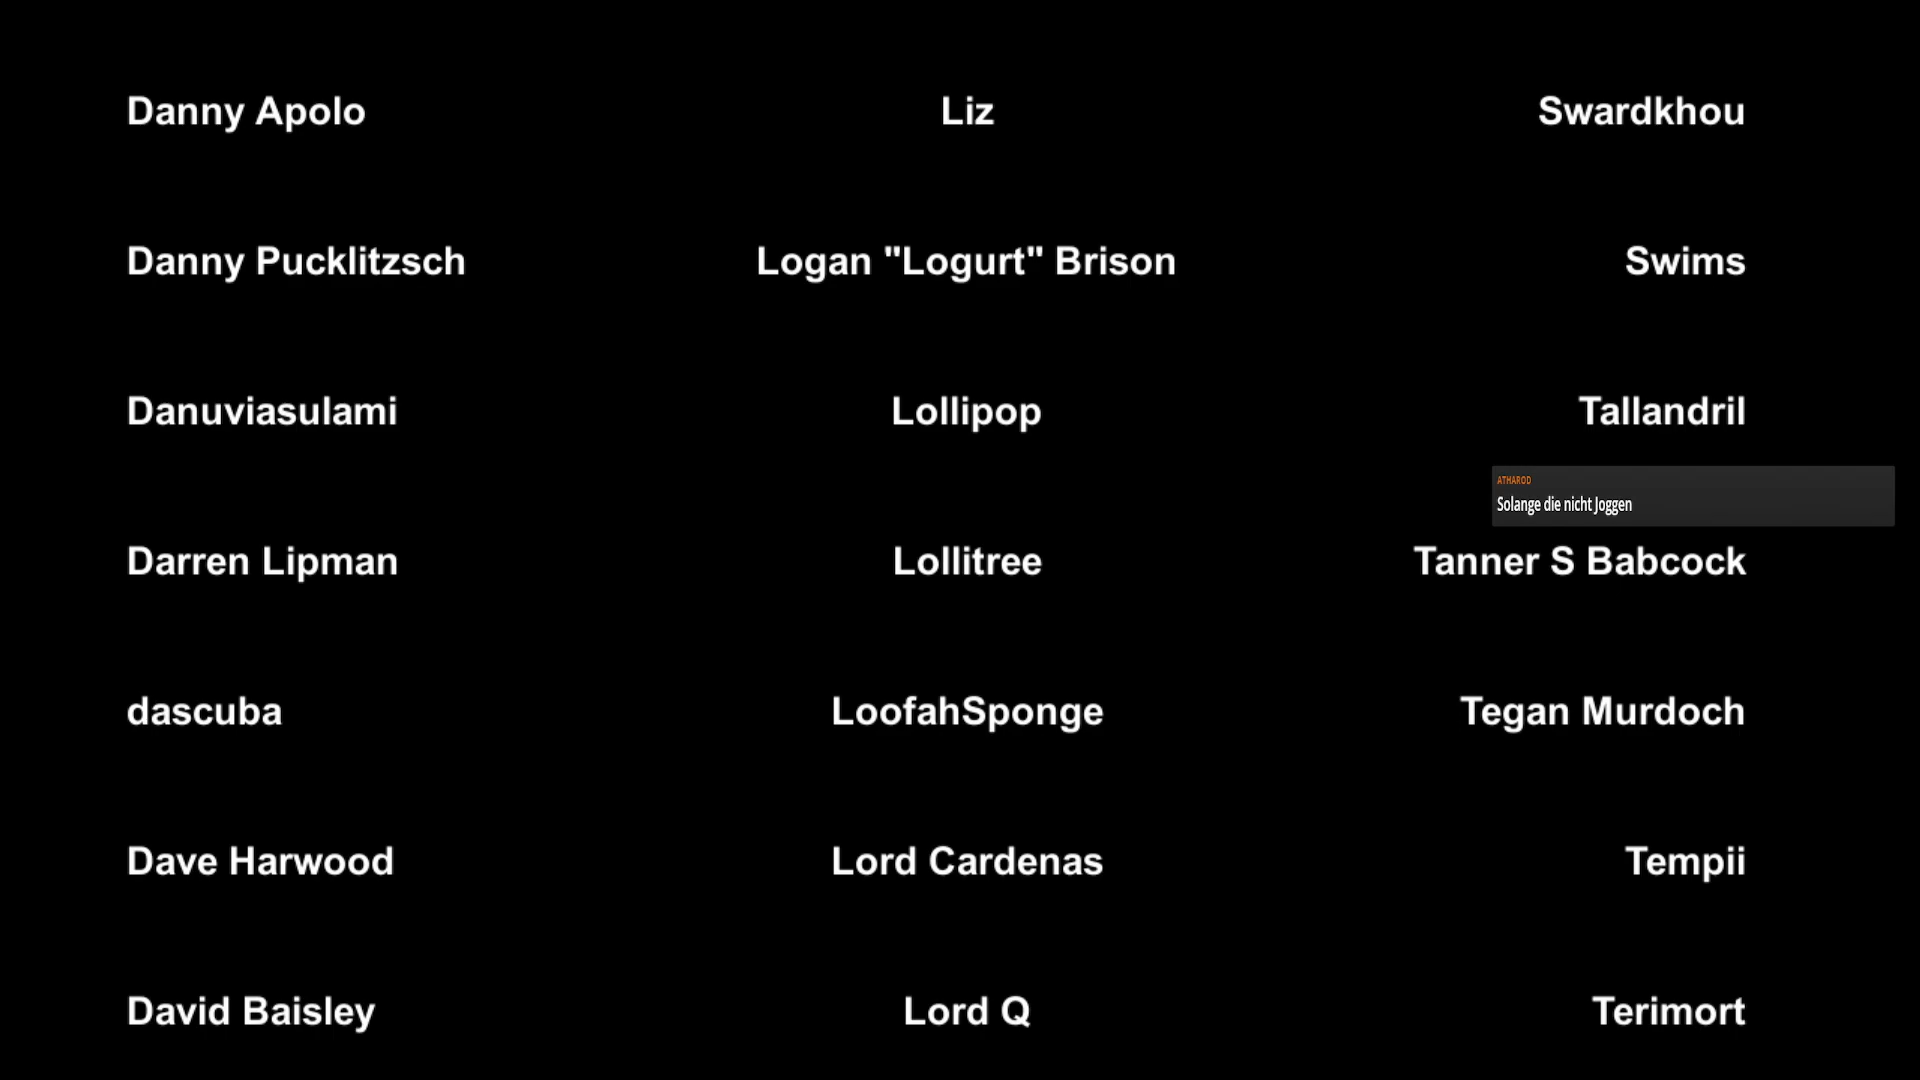 Danny Apolo
Liz
Swardkhou
Danny Pucklitzsch
Logan "Logurt" Brison
Swims
Danuviasulami
Lollipop
Tallandril
ATHAROD
Solange die nicht Joggen
Darren Lipman
Lollitree
Tanner S Babcock
dascuba
LoofahSponge
Tegan Murdoch
Dave Harwood
Lord Cardenas
Tempii
David Baisley
Lord Q
Terimort